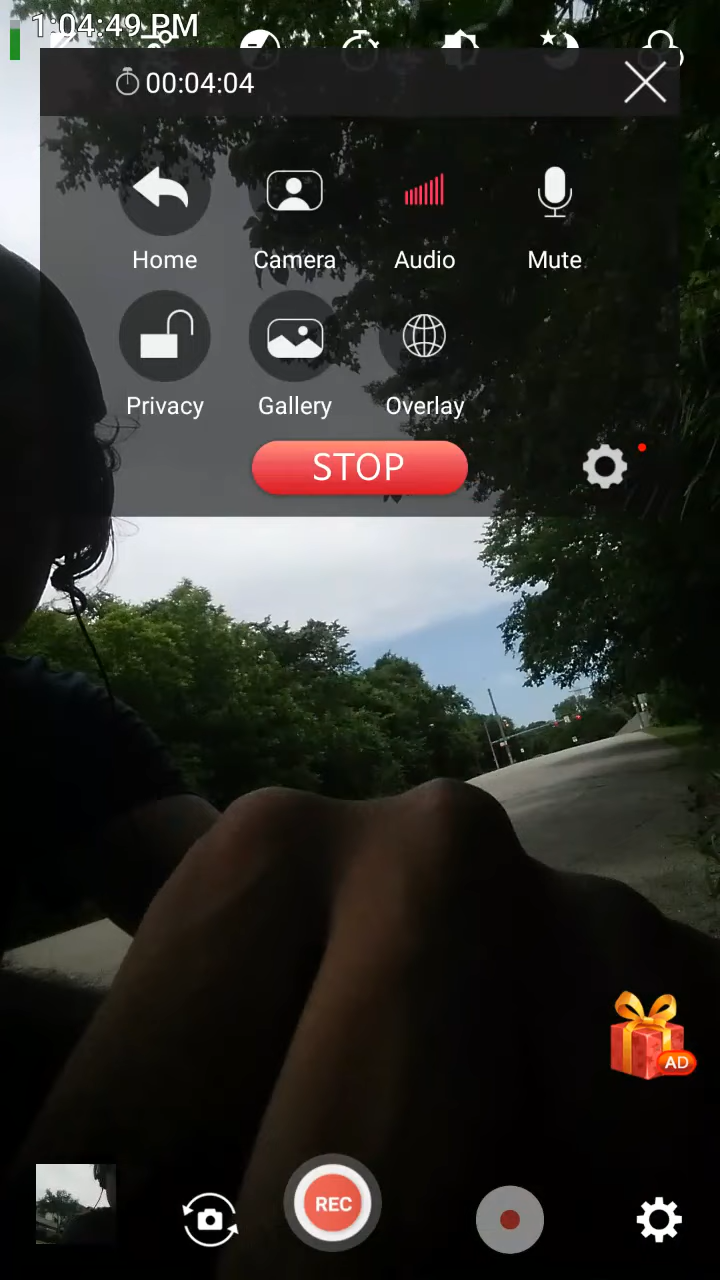 1:04:49 PM
00:04:04
Home
Camera
Audio
Mute
Privacy
Gallery
Overlay
STOP
AD
REC